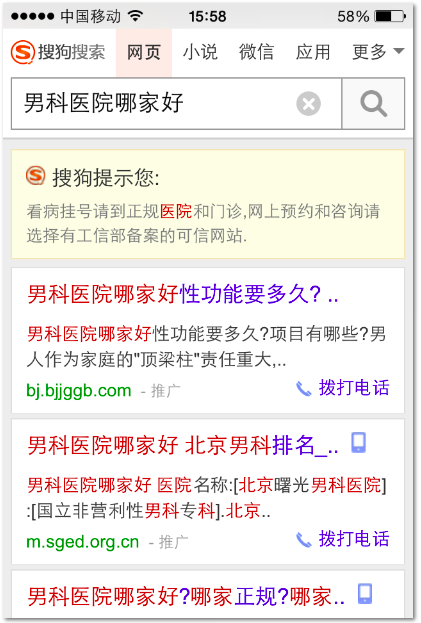 中国移动 15:58 58%
搜狗搜索 网页 小说 微信 应用 更多
男科医院哪家好
搜狗提示您:
看病挂号请到正规医院和门诊,网上预约和咨询请
选择有工信部备案的可信网站.
男科医院哪家好性功能要多久? ..
男科医院哪家好性功能要多久?项目有哪些?男
人作为家庭的"顶梁柱"责任重大,..
bj.bjjggb.com - 推广 拨打电话
男科医院哪家好 北京男科排名_..
男科医院哪家好 医院名称:[北京曙光男科医院]
:[国立非营利性男科专科].北京..
m.sged.org.cn - 推广 拨打电话
男科医院哪家好?哪家正规?哪家..